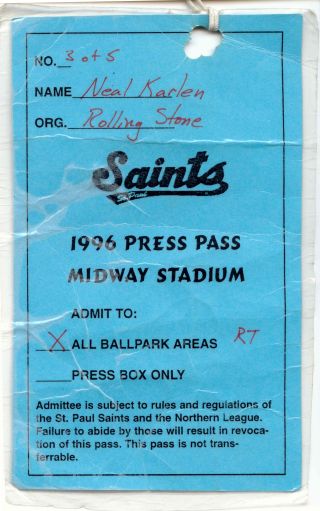 NO. 3 of 5
NAME Neal Karlen
ORG. Rolling Stone
Saints
St. Paul
1996 PRESS PASS
MIDWAY STADIUM
ADMIT TO:
X ALL BALLPARK AREAS RT
PRESS BOX ONLY
Admittee is subject to rules and regulations of
the St. Paul Saints and the Northern League.
Failure to abide by those will result in revoca-
tion of this pass. This pass is not trans-
ferrable.